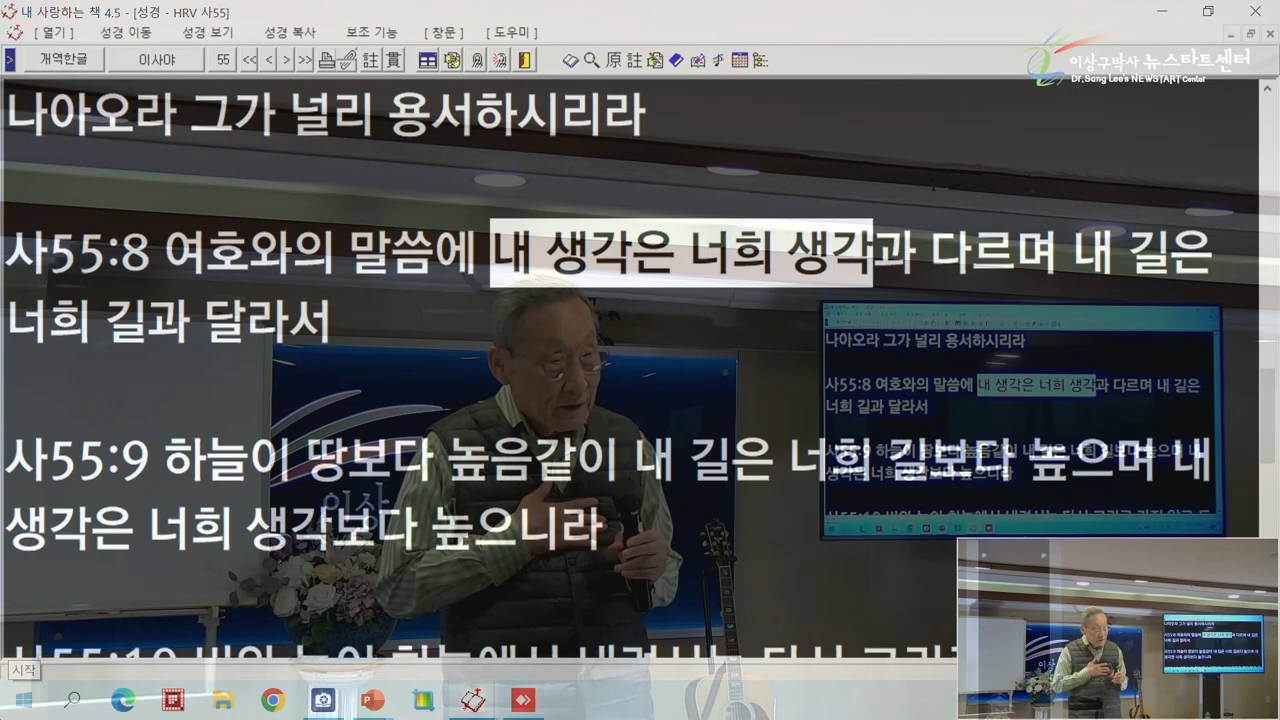 내 사랑하는 책 4.5 - [성경 - HRV 사55]
[ 열기 ] 성경 이동 성경 보기 성경 복사 보조 기능 [ 창문 ] [ 도우미 ]
개역한글 이사야 55 << < > >> 註 貫 原 註
이상구박사 뉴스타트센터
Dr.Sang Lee's NEWSTART Center
나아오라 그가 널리 용서하시리라
사55:8 여호와의 말씀에 내 생각은 너희 생각과 다르며 내 길은
너희 길과 달라서
사55:9 하늘이 땅보다 높음같이 내 길은 너희 길보다 높으며 내
생각은 너희 생각보다 높으니라
나아오라 그가 널리 용서하시리라
사55:8 여호와의 말씀에 내 생각은 너희 생각과 다르며 내 길은
너희 길과 달라서
이상
시작